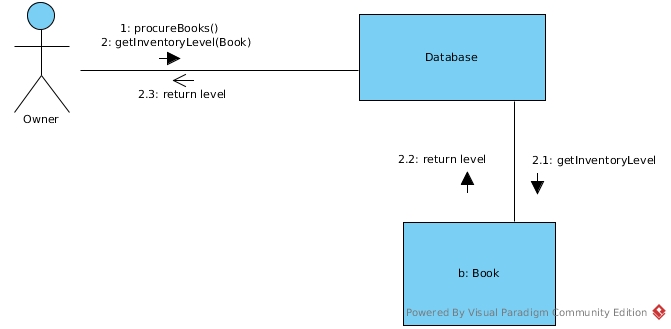 1: procureBooks()
2: getInventoryLevel(Book)
2.3: return level
Owner
Database
2.2: return level
2.1: getInventoryLevel
b: Book
Powered By Visual Paradigm Community Edition